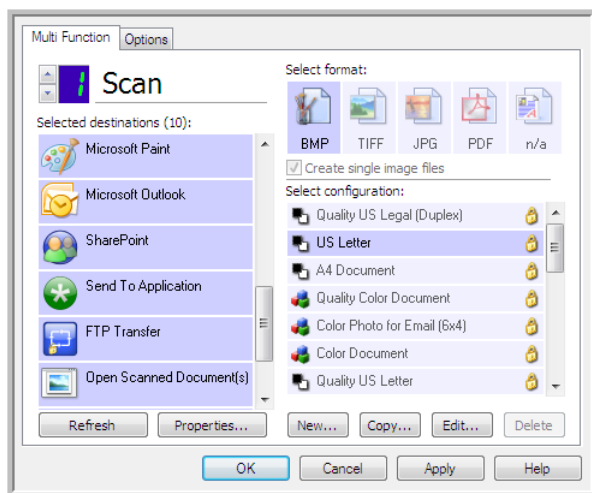 Multi Function
Options
1
Scan
Select format:
BMP
TIFF
JPG
PDF
n/a
Create single image files
Selected destinations (10):
Microsoft Paint
Microsoft Outlook
SharePoint
Send To Application
FTP Transfer
Open Scanned Document(s)
Select configuration:
Quality US Legal (Duplex)
US Letter
A4 Document
Quality Color Document
Color Photo for Email (6x4)
Color Document
Quality US Letter
Refresh
Properties...
New...
Copy...
Edit...
Delete
OK
Cancel
Apply
Help